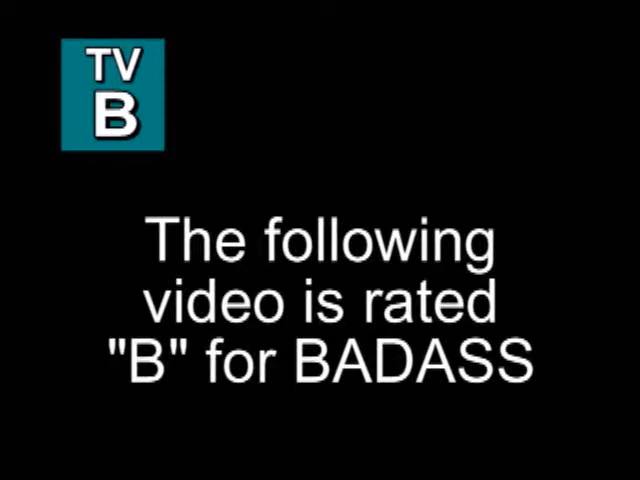 TV
B
The following
video is rated
"B" for BADASS